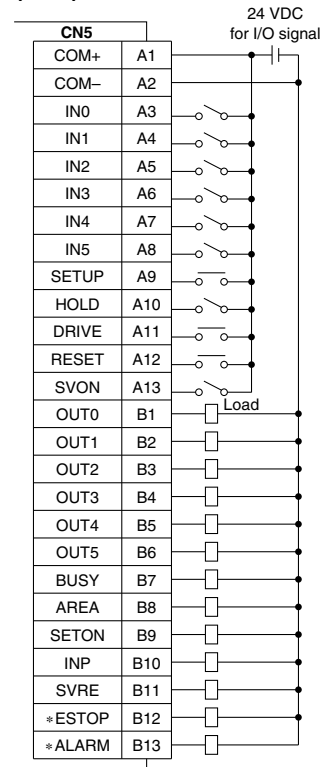 24 VDC
for I/O signal
CN5
COM+ A1
COM– A2
IN0 A3
IN1 A4
IN2 A5
IN3 A6
IN4 A7
IN5 A8
SETUP A9
HOLD A10
DRIVE A11
RESET A12
SVON A13
Load
OUT0 B1
OUT1 B2
OUT2 B3
OUT3 B4
OUT4 B5
OUT5 B6
BUSY B7
AREA B8
SETON B9
INP B10
SVRE B11
∗ESTOP B12
∗ALARM B13